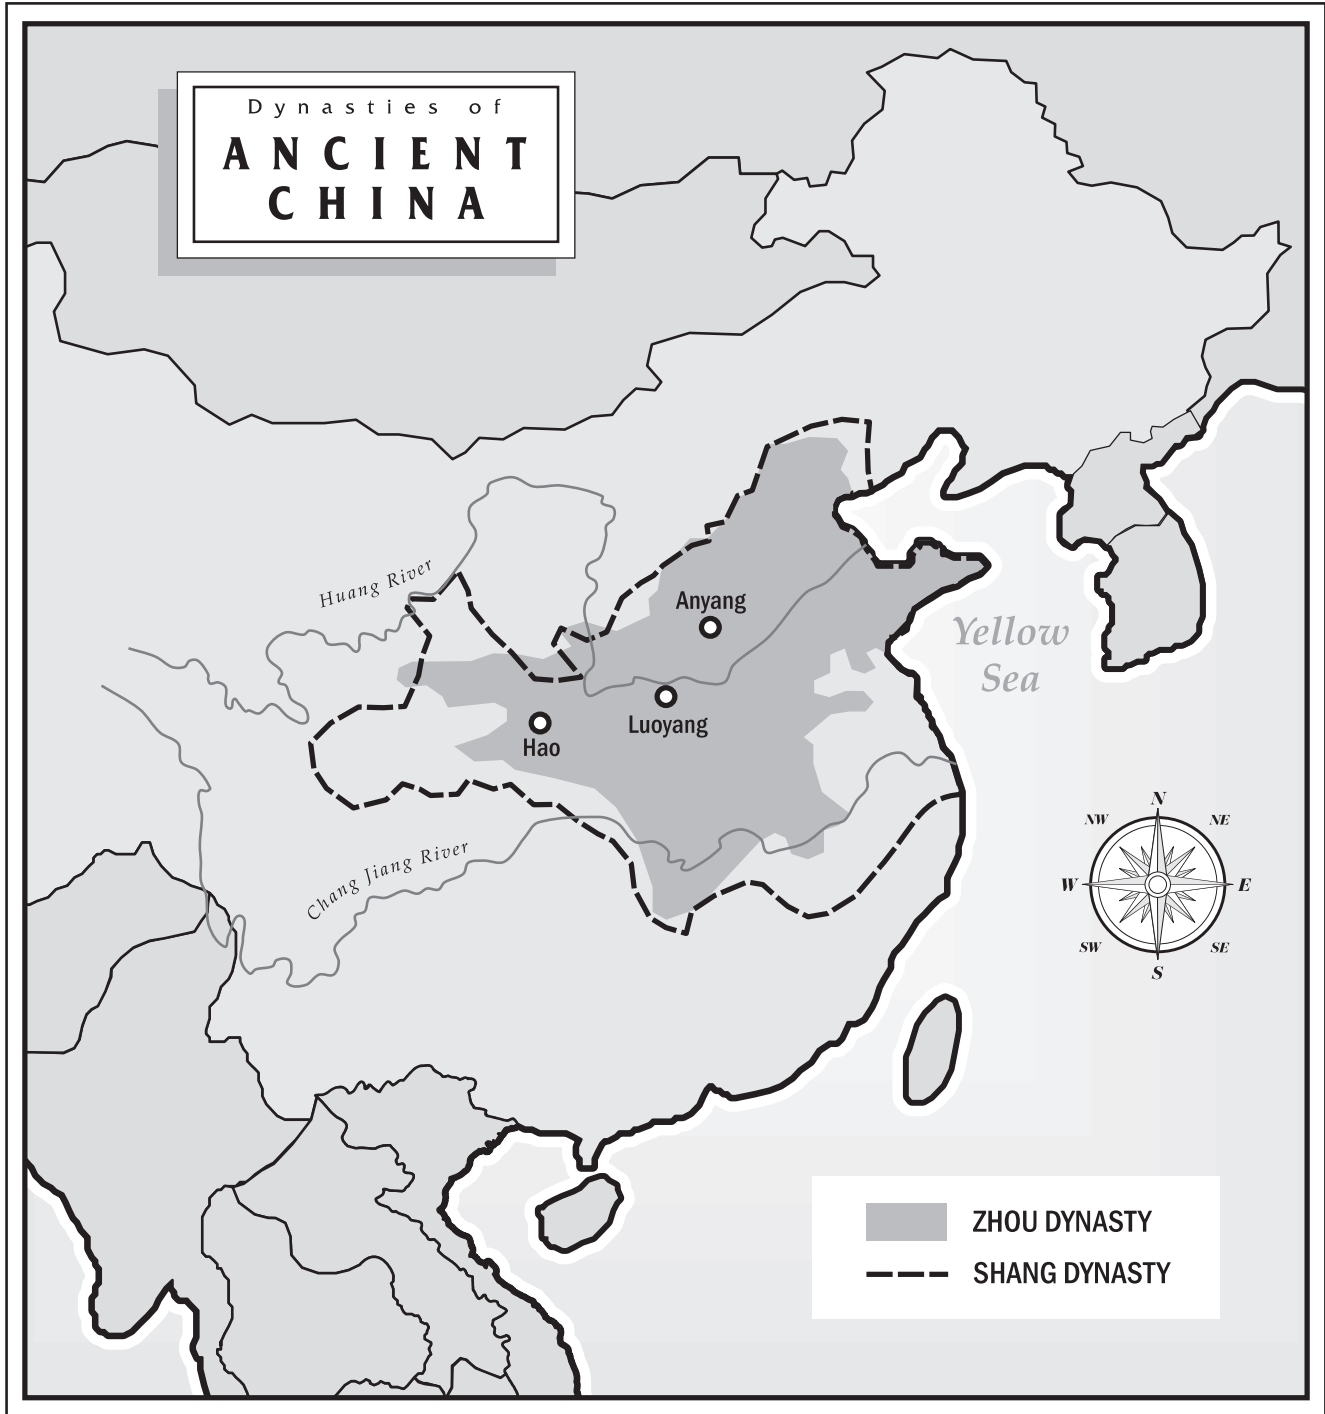 Dynasties of
ANCIENT
CHINA
Huang River
Anyang
Yellow
Sea
Luoyang
Hao
N
NW
NE
Chang Jiang River
W
E
SW
SE
S
ZHOU DYNASTY
SHANG DYNASTY